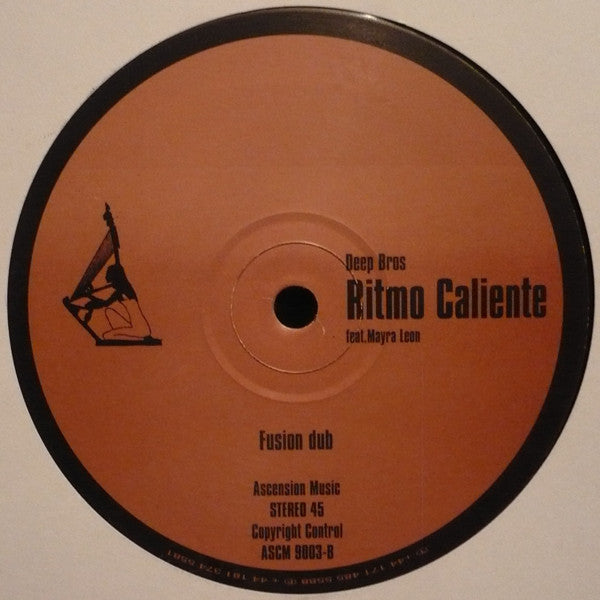 Deep Bros
Ritmo Caliente
feat.Mayra Leon
Fusion dub
Ascension Music
STEREO 45
Copyright Control
ASCM 9003-B